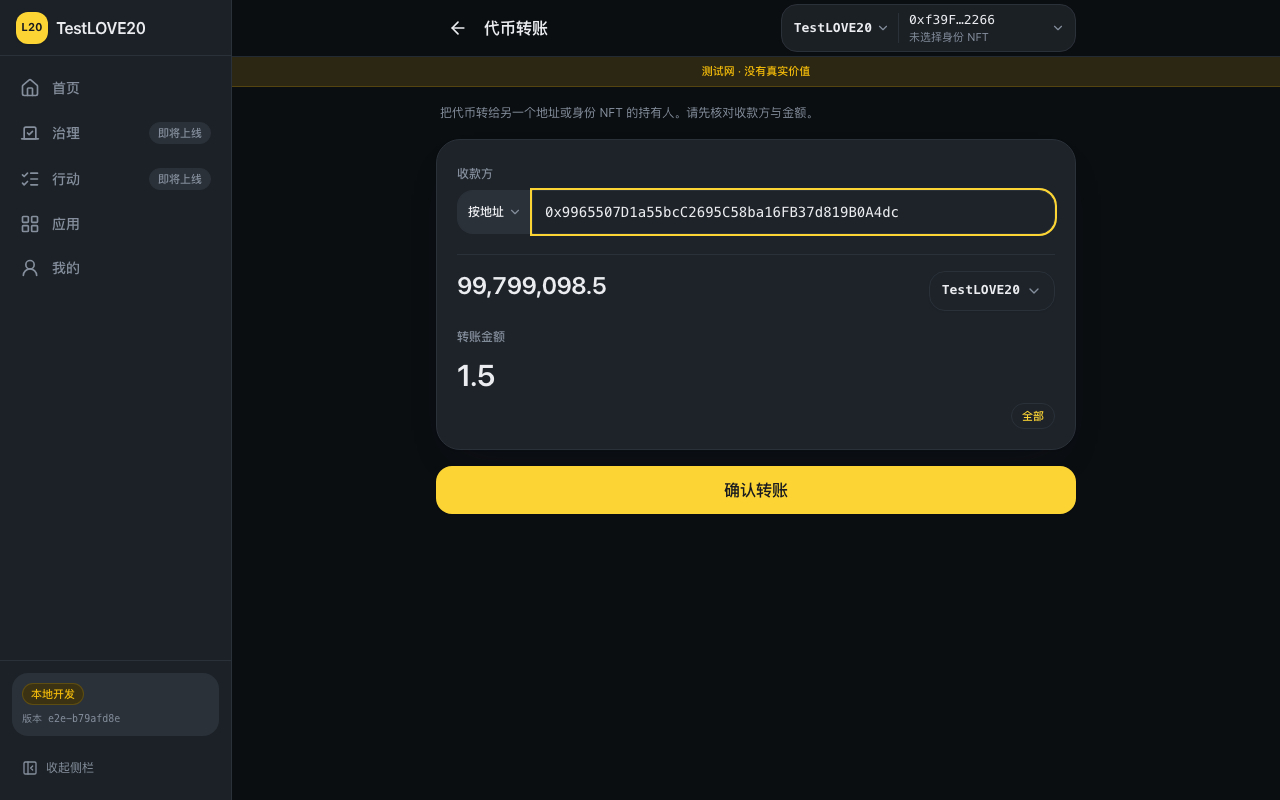 L20 TestLOVE20
首页
治理 即将上线
行动 即将上线
应用
我的
本地开发
版本 e2e-b79afd8e
收起侧栏
代币转账
TestLOVE20
0xf39F…2266
未选择身份 NFT
测试网 · 没有真实价值
把代币转给另一个地址或身份 NFT 的持有人。请先核对收款方与金额。
收款方
按地址 0x9965507D1a55bcC2695C58ba16FB37d819B0A4dc
99,799,098.5 TestLOVE20
转账金额
1.5
全部
确认转账